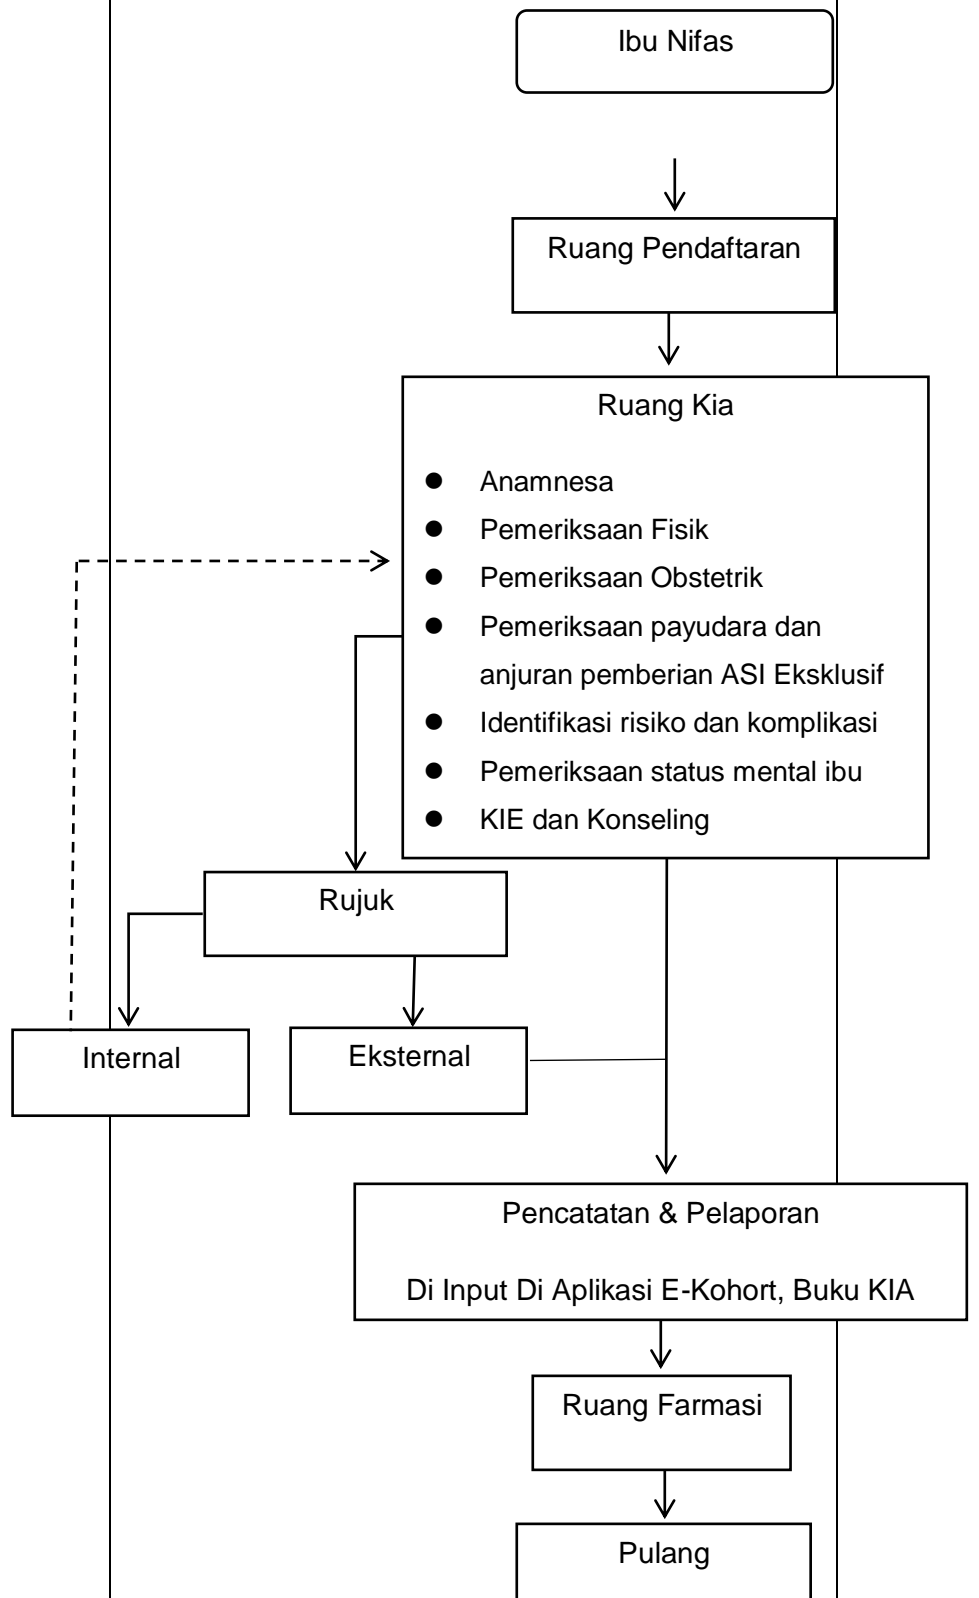 Ibu Nifas
Ruang Pendaftaran
Ruang Kia
● Anamnesa
● Pemeriksaan Fisik
● Pemeriksaan Obstetrik
● Pemeriksaan payudara dan
anjuran pemberian ASI Eksklusif
● Identifikasi risiko dan komplikasi
● Pemeriksaan status mental ibu
● KIE dan Konseling
Rujuk
Internal
Eksternal
Pencatatan & Pelaporan
Di Input Di Aplikasi E-Kohort, Buku KIA
Ruang Farmasi
Pulang